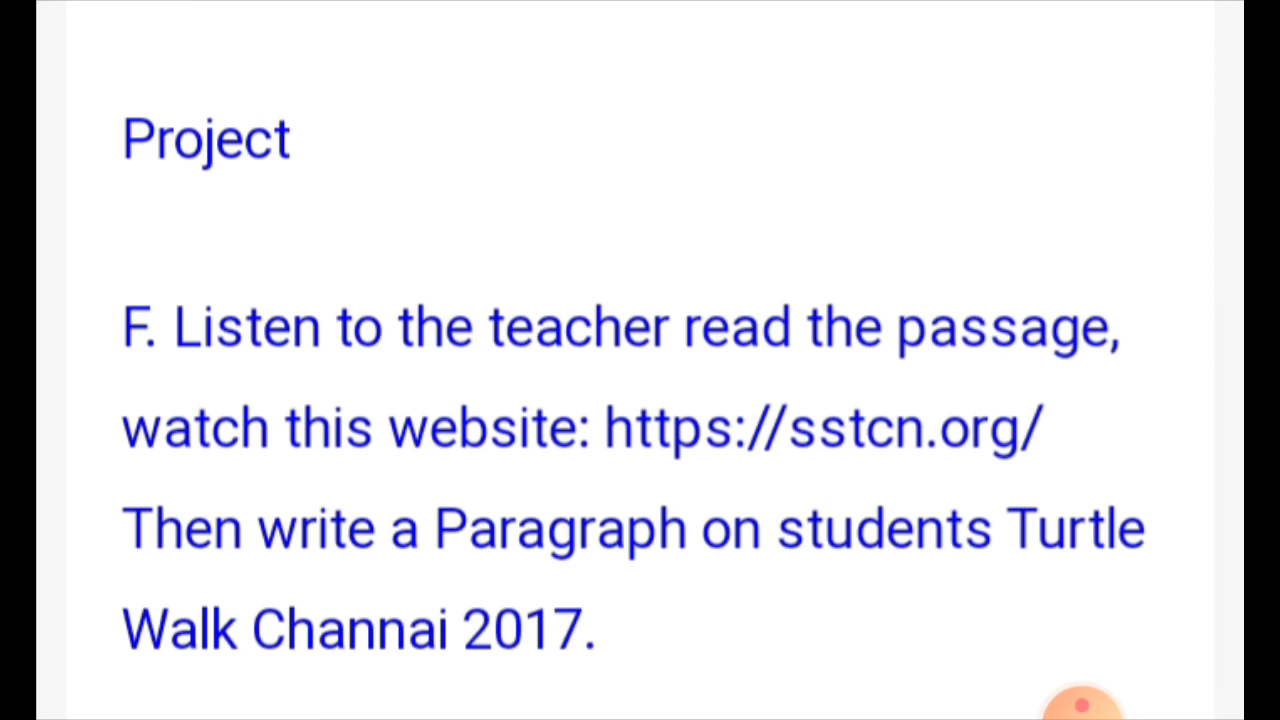 Project
F. Listen to the teacher read the passage,
watch this website: https://sstcn.org/
Then write a Paragraph on students Turtle
Walk Channai 2017.